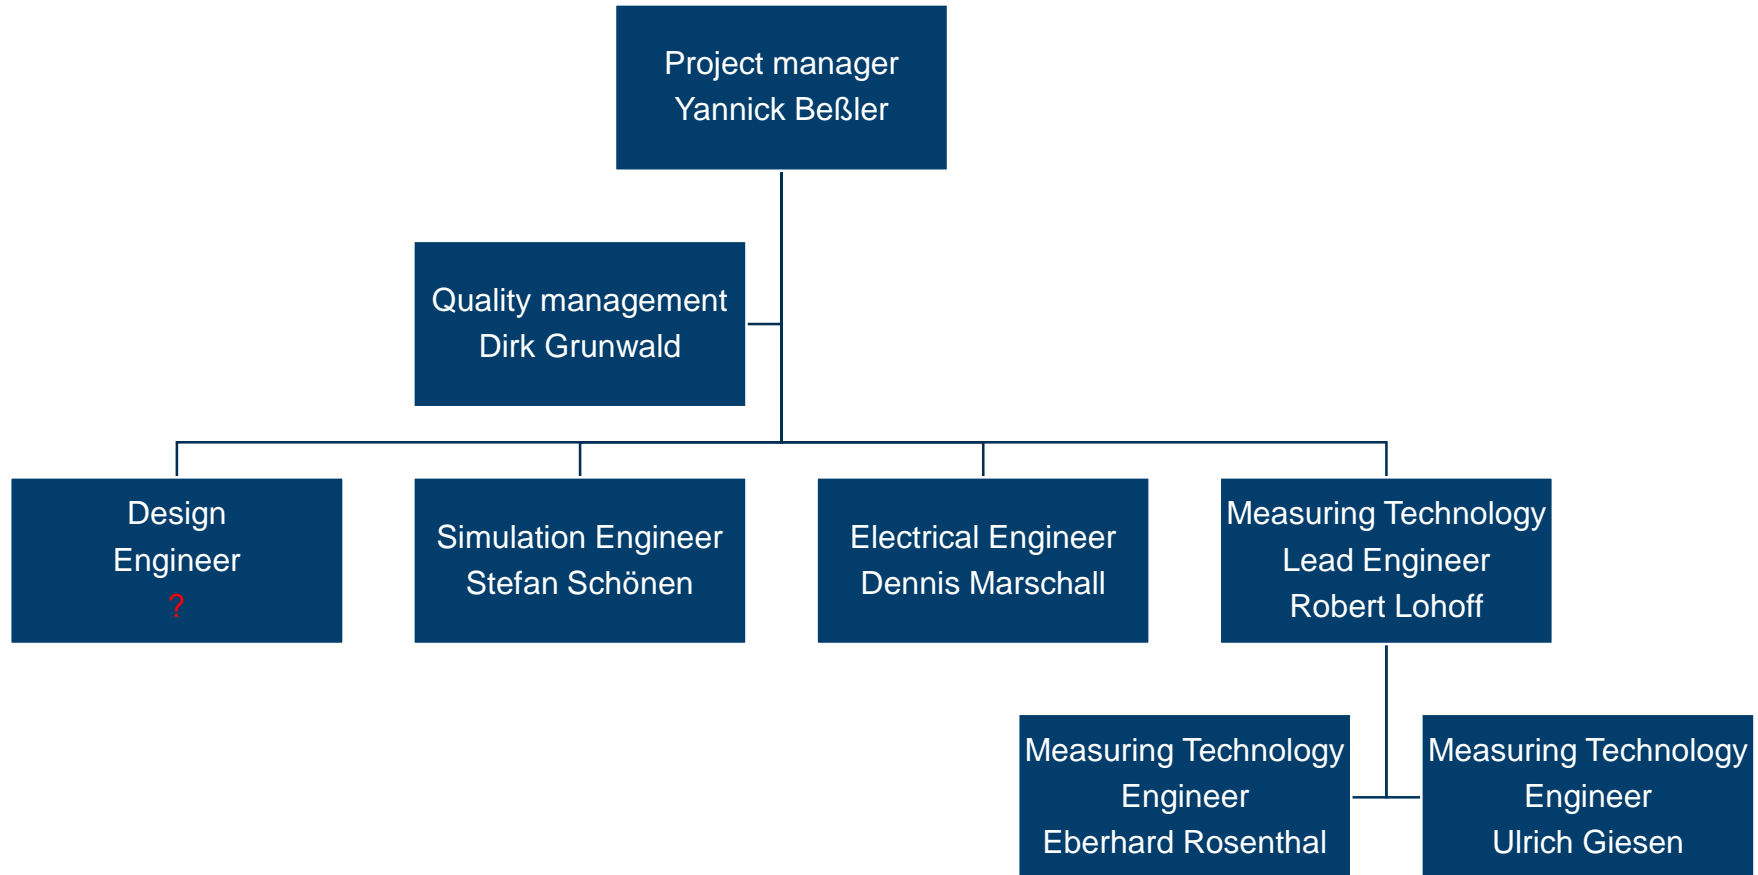 Project manager
Yannick Beßler
Quality management
Dirk Grunwald
Design
Engineer
?
Simulation Engineer
Stefan Schönen
Electrical Engineer
Dennis Marschall
Measuring Technology
Lead Engineer
Robert Lohoff
Measuring Technology
Engineer
Eberhard Rosenthal
Measuring Technology
Engineer
Ulrich Giesen